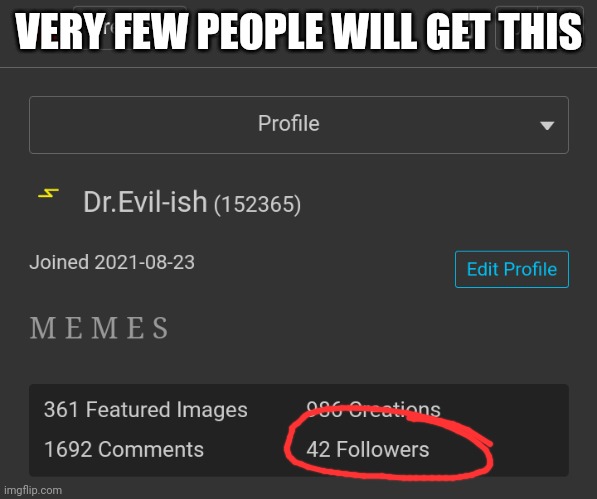 VERY FEW PEOPLE WILL GET THIS
Profile
Dr.Evil-ish (152365)
Joined 2021-08-23
Edit Profile
M E M E S
361 Featured Images
986 Creations
1692 Comments
42 Followers
imgflip.com